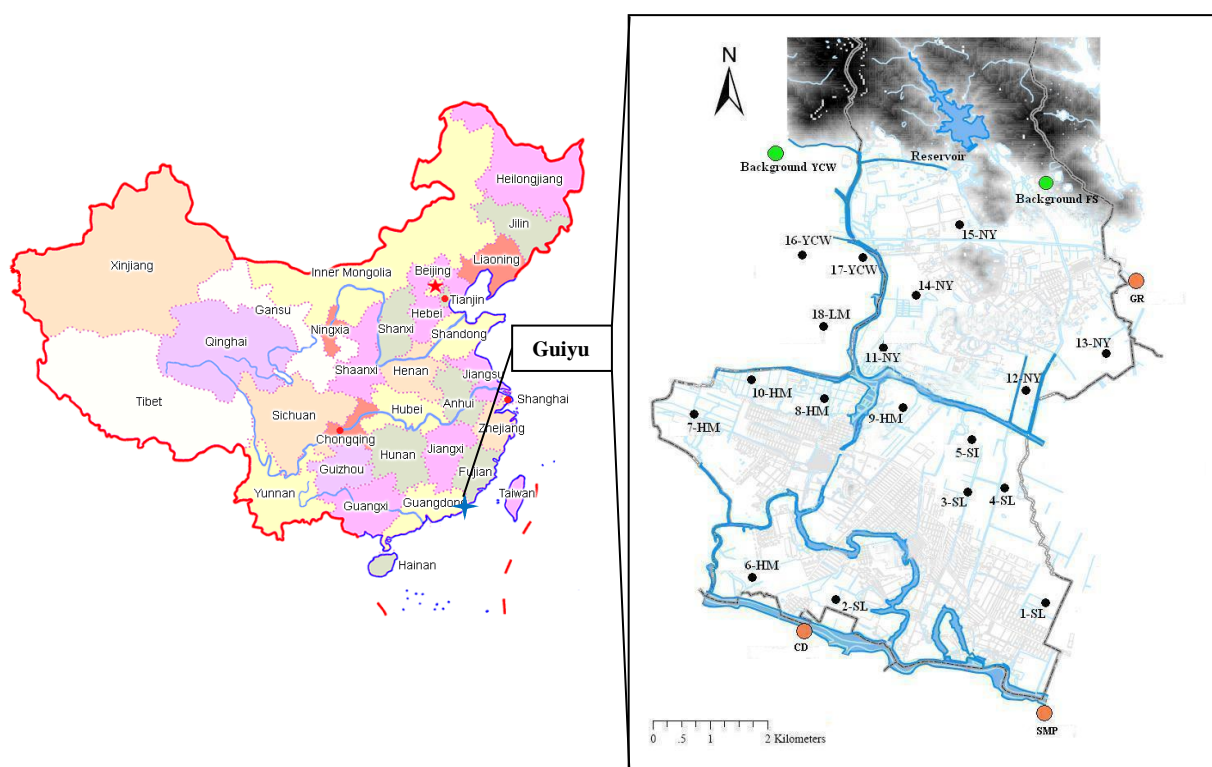 Heilongjiang
Jilin
Liaoning
Xinjiang
Inner Mongolia
Beijing
Tianjin
Gansu
Hebei
Ningxia
Shanxi
Shandong
Qinghai
Shaanxi
Henan
Jiangsu
Tibet
Anhui
Shanghai
Sichuan
Hubei
Zhejiang
Chongqing
Hunan
Jiangxi
Guizhou
Fujian
Yunnan
Guangxi
Guangdong
Taiwan
Hainan
Guiyu
N
Reservoir
Background YCW
Background FS
15-NY
16-YCW
17-YCW
14-NY
GR
18-LM
11-NY
13-NY
10-HM
12-NY
8-HM
9-HM
7-HM
5-SL
3-SL
4-SL
6-HM
2-SL
1-SL
CD
SMP
0 .5 1 2 Kilometers